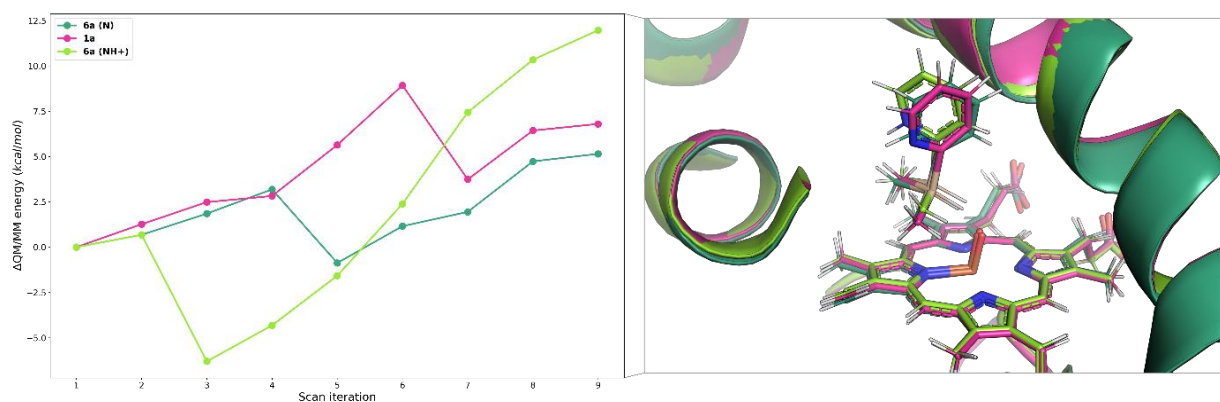 12.5
10.0
7.5
5.0
2.5
0.0
−2.5
−5.0
ΔQM/MM energy (kcal/mol)
6a (N)
1a
6a (NH+)
1 2 3 4 5 6 7 8 9
Scan iteration